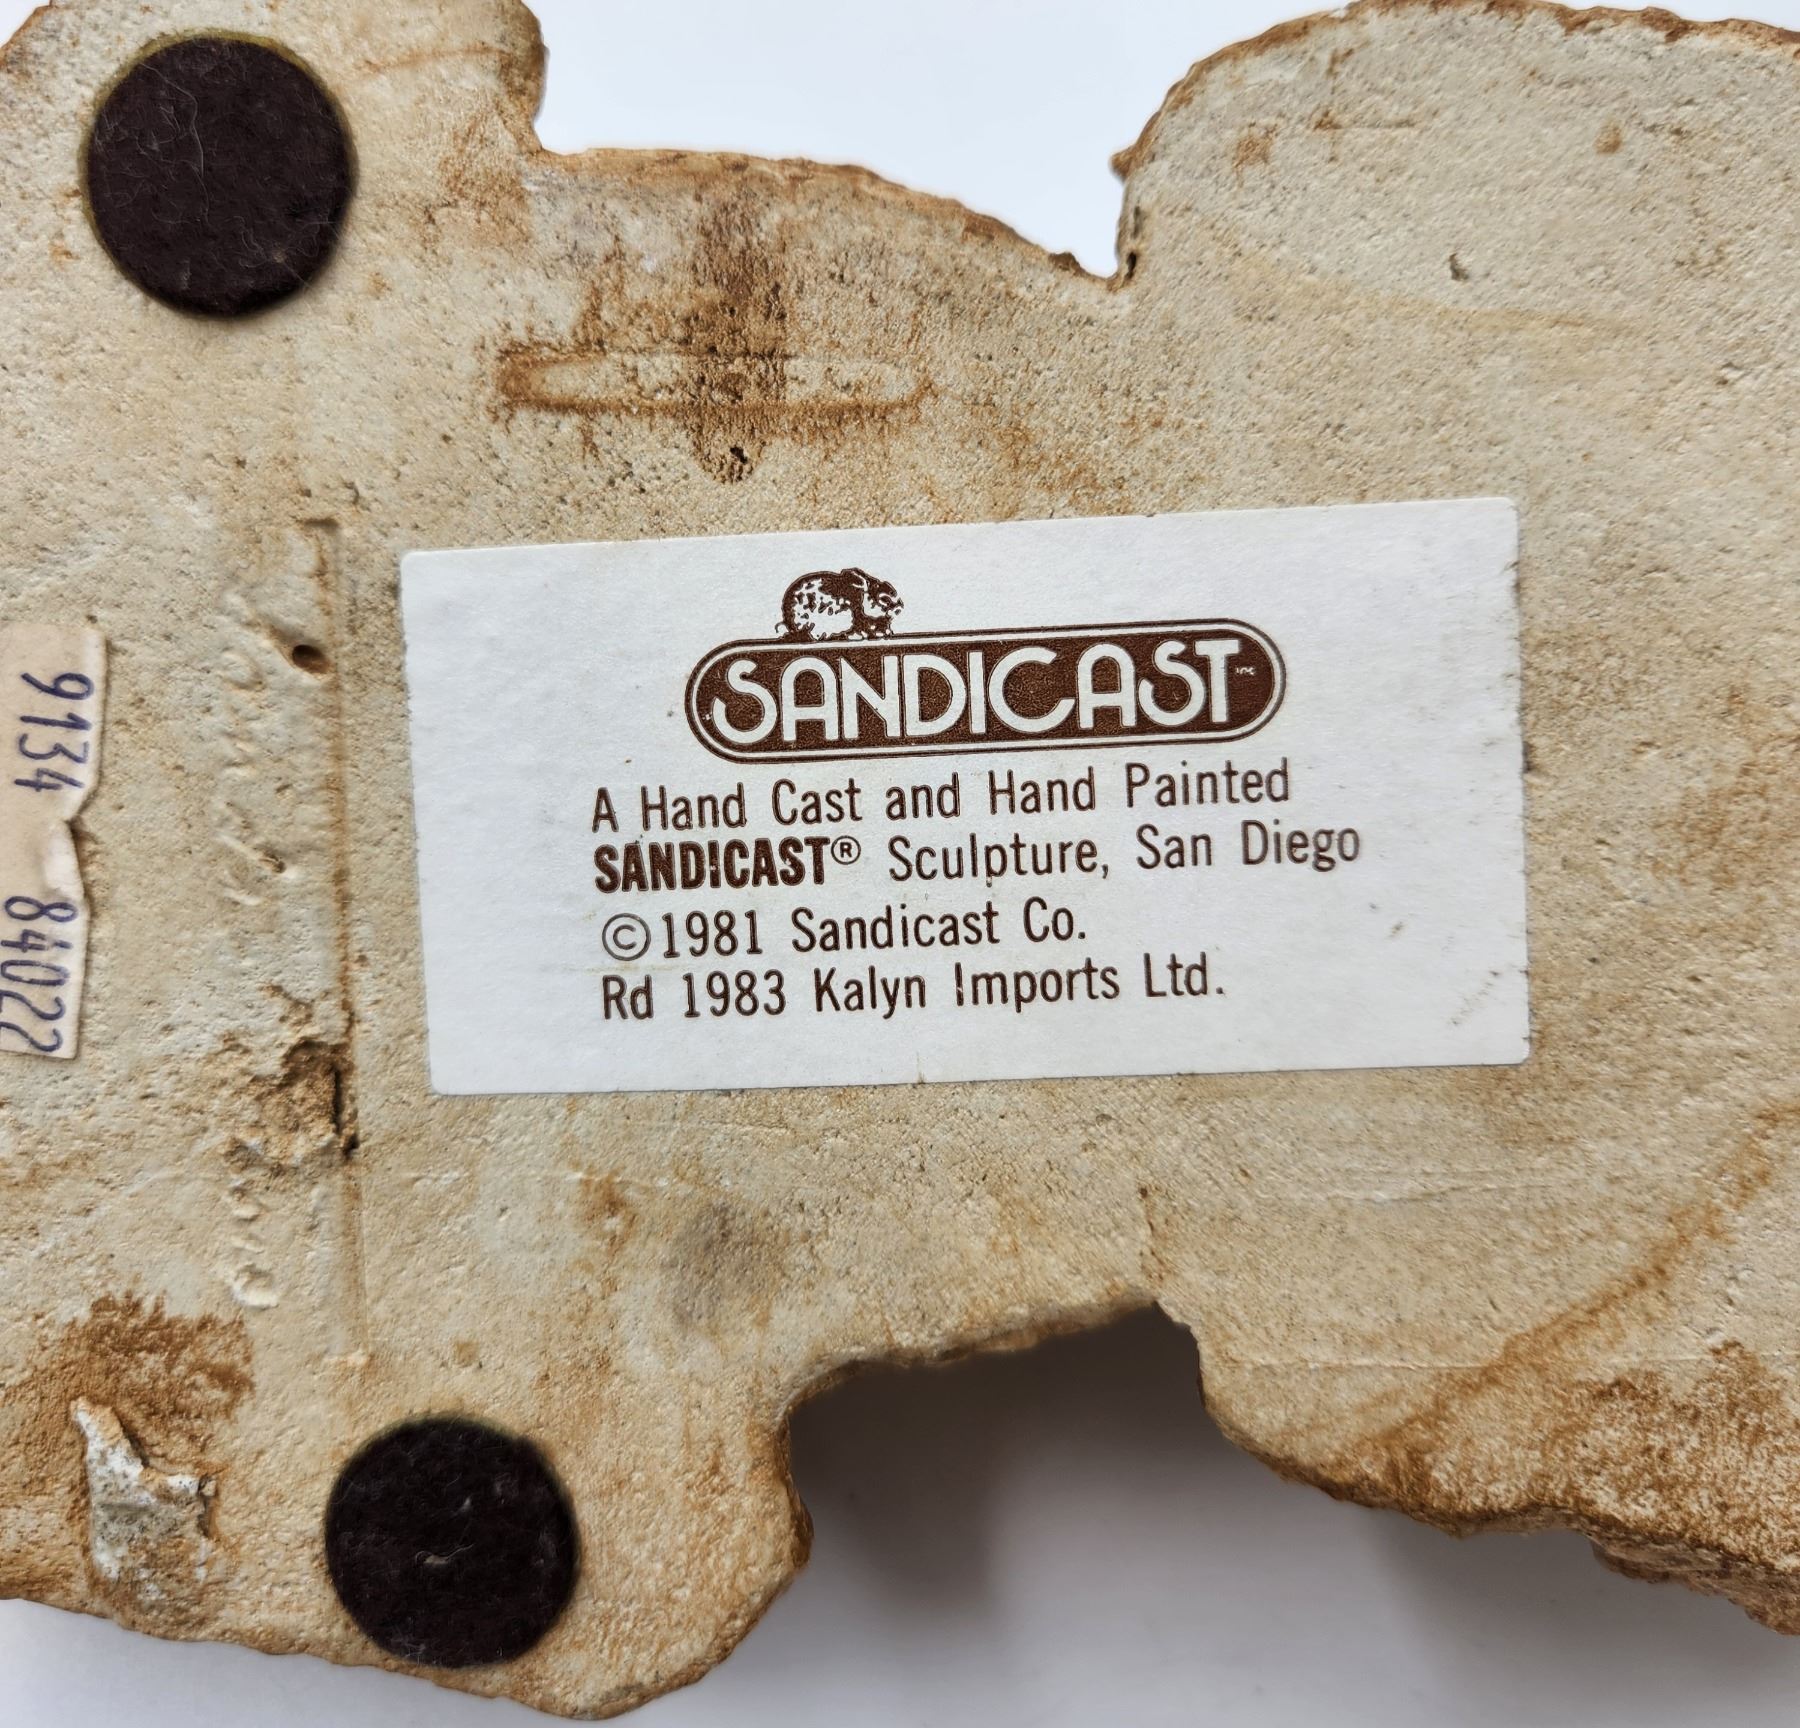 SANDICAST
A Hand Cast and Hand Painted
SANDICAST® Sculpture, San Diego
©1981 Sandicast Co.
Rd 1983 Kalyn Imports Ltd.
9134 84022